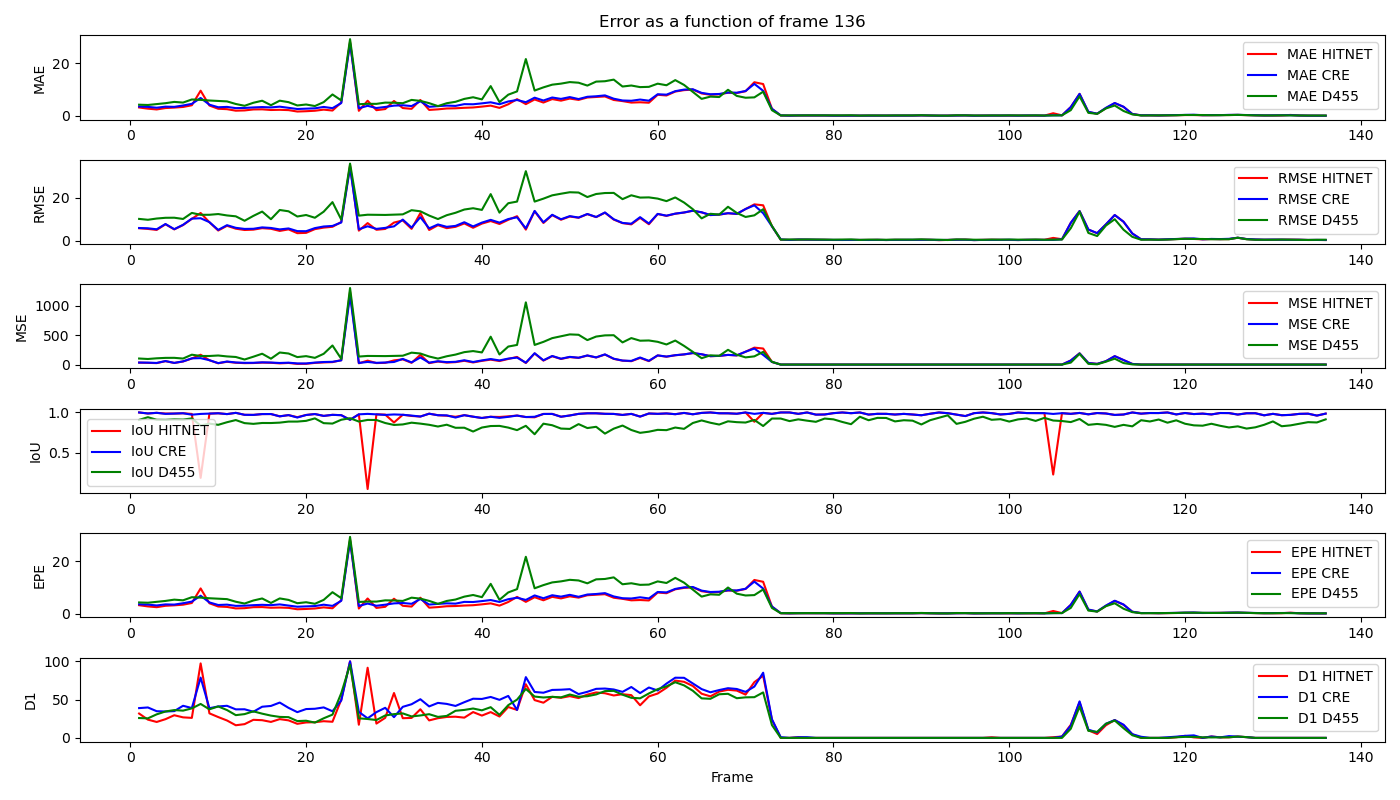 Error as a function of frame 136
MAE
20
0
MAE HITNET
MAE CRE
MAE D455
0 20 40 60 80 100 120 140
RMSE
20
0
RMSE HITNET
RMSE CRE
RMSE D455
0 20 40 60 80 100 120 140
MSE
1000
500
0
MSE HITNET
MSE CRE
MSE D455
0 20 40 60 80 100 120 140
IoU
1.0
0.5
IoU HITNET
IoU CRE
IoU D455
0 20 40 60 80 100 120 140
EPE
20
0
EPE HITNET
EPE CRE
EPE D455
0 20 40 60 80 100 120 140
D1
100
50
0
D1 HITNET
D1 CRE
D1 D455
0 20 40 60 80 100 120 140
Frame